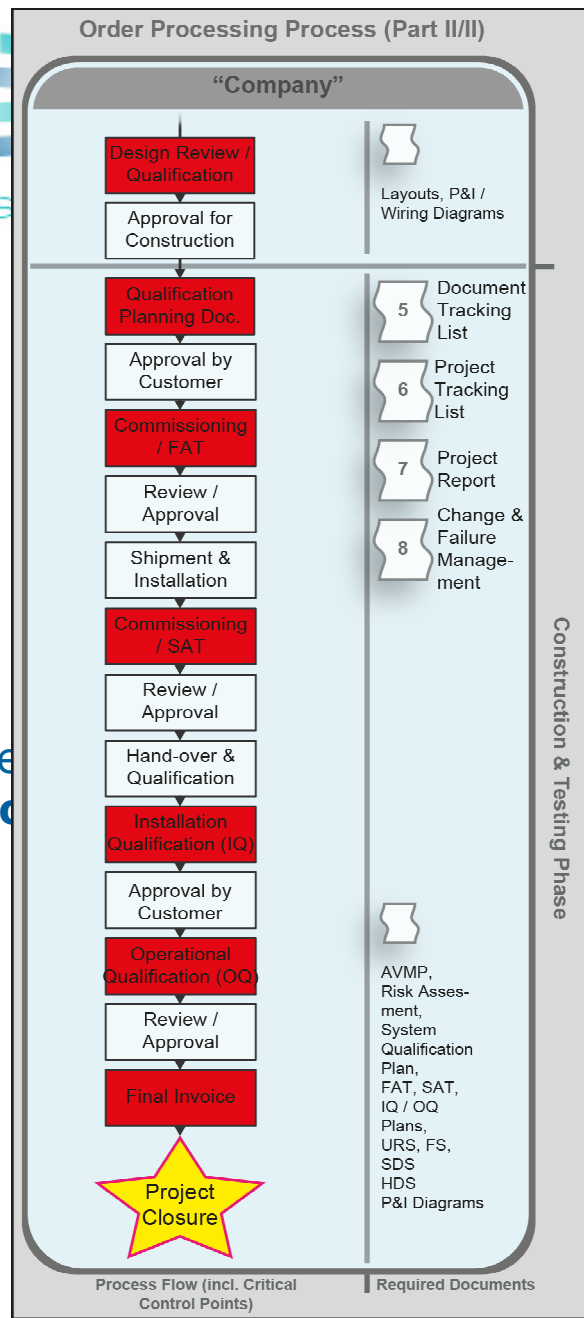 Order Processing Process (Part II/II)
“Company”
Design Review /
Qualification
Approval for
Construction
Layouts, P&I /
Wiring Diagrams
Qualification
Planning Doc.
Approval by
Customer
Commissioning
/ FAT
Review /
Approval
Shipment &
Installation
Commissioning
/ SAT
Review /
Approval
Hand-over &
Qualification
Installation
Qualification (IQ)
Approval by
Customer
Operational
Qualification (OQ)
Review /
Approval
Final Invoice
Project
Closure
5
Document
Tracking
List
6
Project
Tracking
List
7
Project
Report
8
Change &
Failure
Manage-
ment
AVMP,
Risk Asses-
ment,
System
Qualification
Plan,
FAT, SAT,
IQ / OQ
Plans,
URS, FS,
SDS
HDS
P&I Diagrams
Construction & Testing Phase
Process Flow (incl. Critical
Control Points)
Required Documents